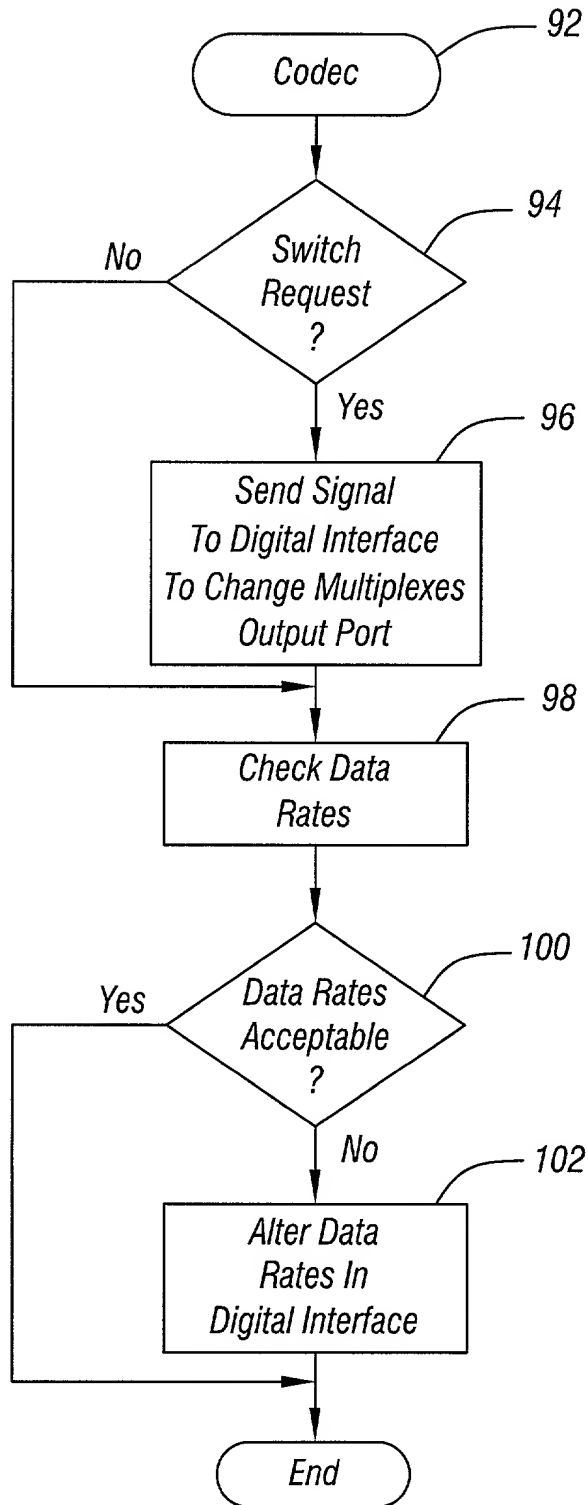 92
Codec
94
No
Switch
Request
?
Yes
96
Send Signal
To Digital Interface
To Change Multiplexes
Output Port
98
Check Data
Rates
100
Yes
Data Rates
Acceptable
?
No
102
Alter Data
Rates In
Digital Interface
End